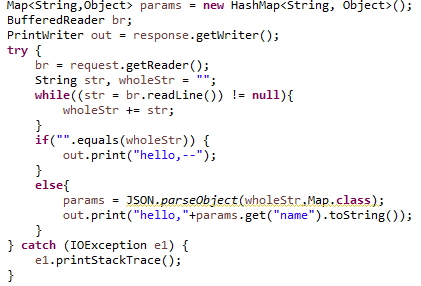 Map<String,Object> params = new HashMap<String, Object>();
BufferedReader br;
PrintWriter out = response.getWriter();
try {
br = request.getReader();
String str, wholeStr = "";
while((str = br.readLine()) != null){
wholeStr += str;
}
if("".equals(wholeStr)) {
out.print("hello,--");
}
else{
params = JSON.parseObject(wholeStr,Map.class);
out.print("hello,"+params.get("name").toString());
}
} catch (IOException e1) {
e1.printStackTrace();
}